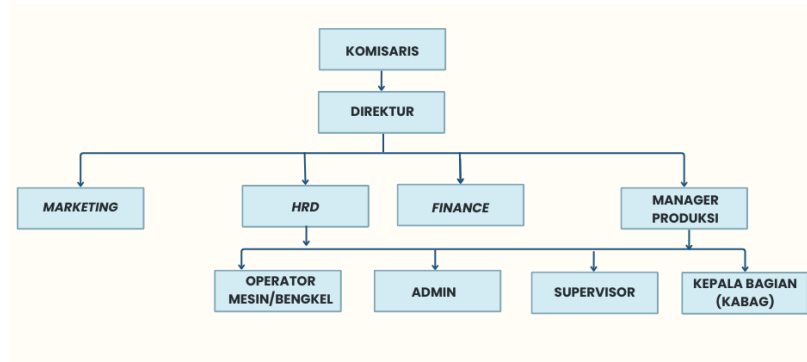 KOMISARIS
DIREKTUR
MARKETING
HRD
FINANCE
MANAGER
PRODUKSI
OPERATOR
MESIN/BENGKEL
ADMIN
SUPERVISOR
KEPALA BAGIAN
(KABAG)